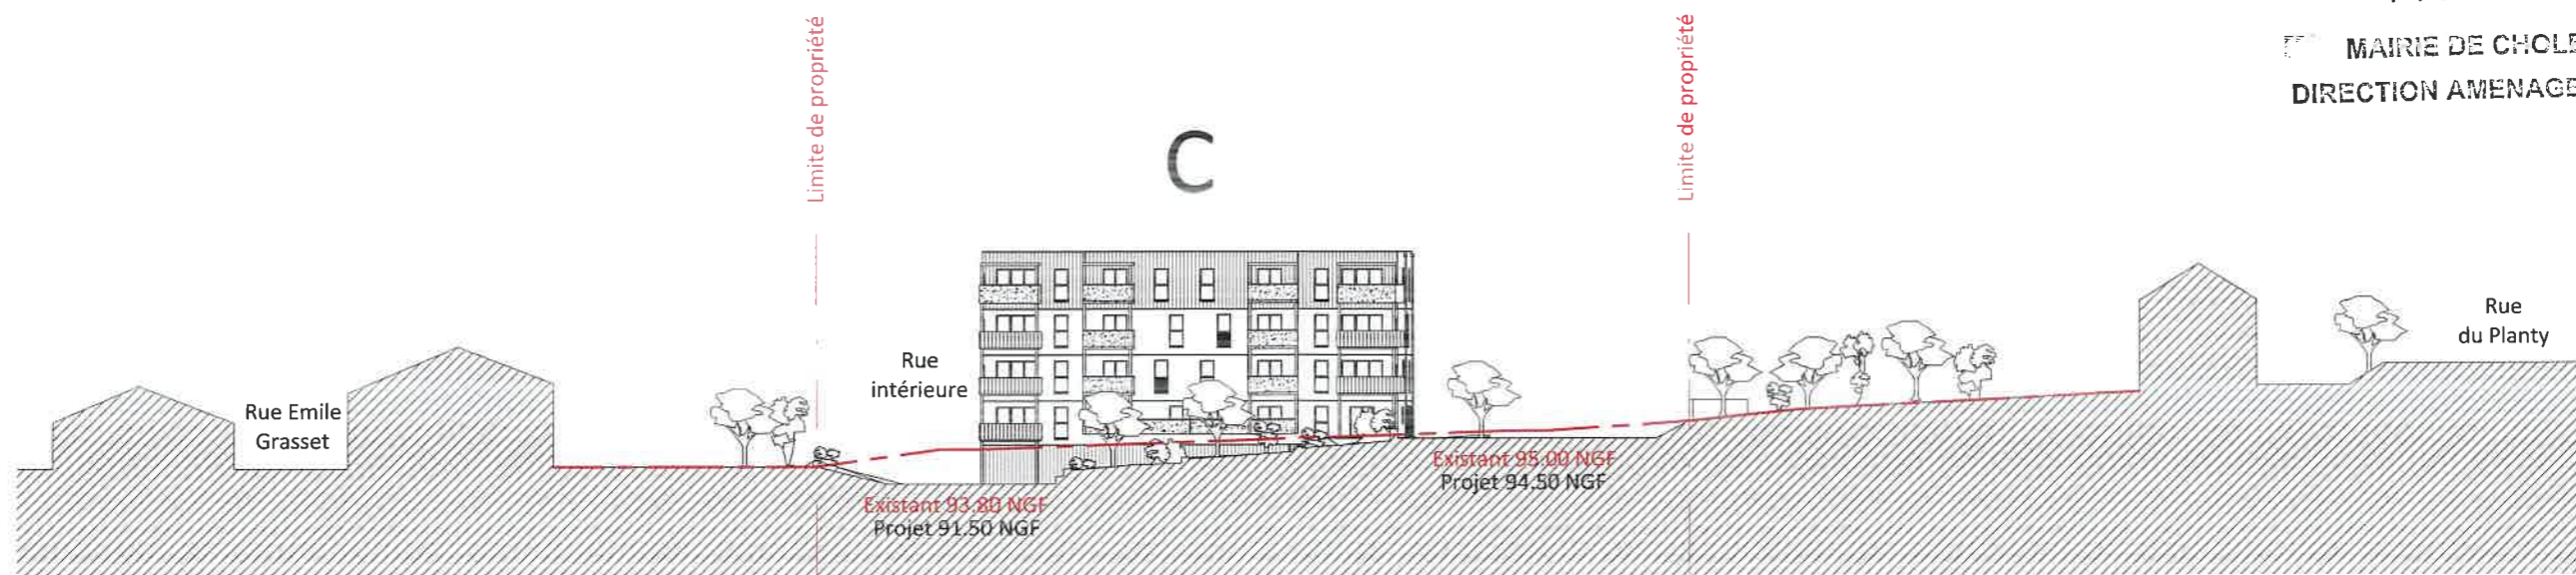 MAIRIE DE CHOLE
DIRECTION AMENAGE
Limite de propriété
Limite de propriété
C
Rue
intérieure
Rue Emile
Grasset
Rue
du Planty
Existant 93.80 NGF
Projet 91.50 NGF
Existant 95.00 NGF
Projet 94.50 NGF